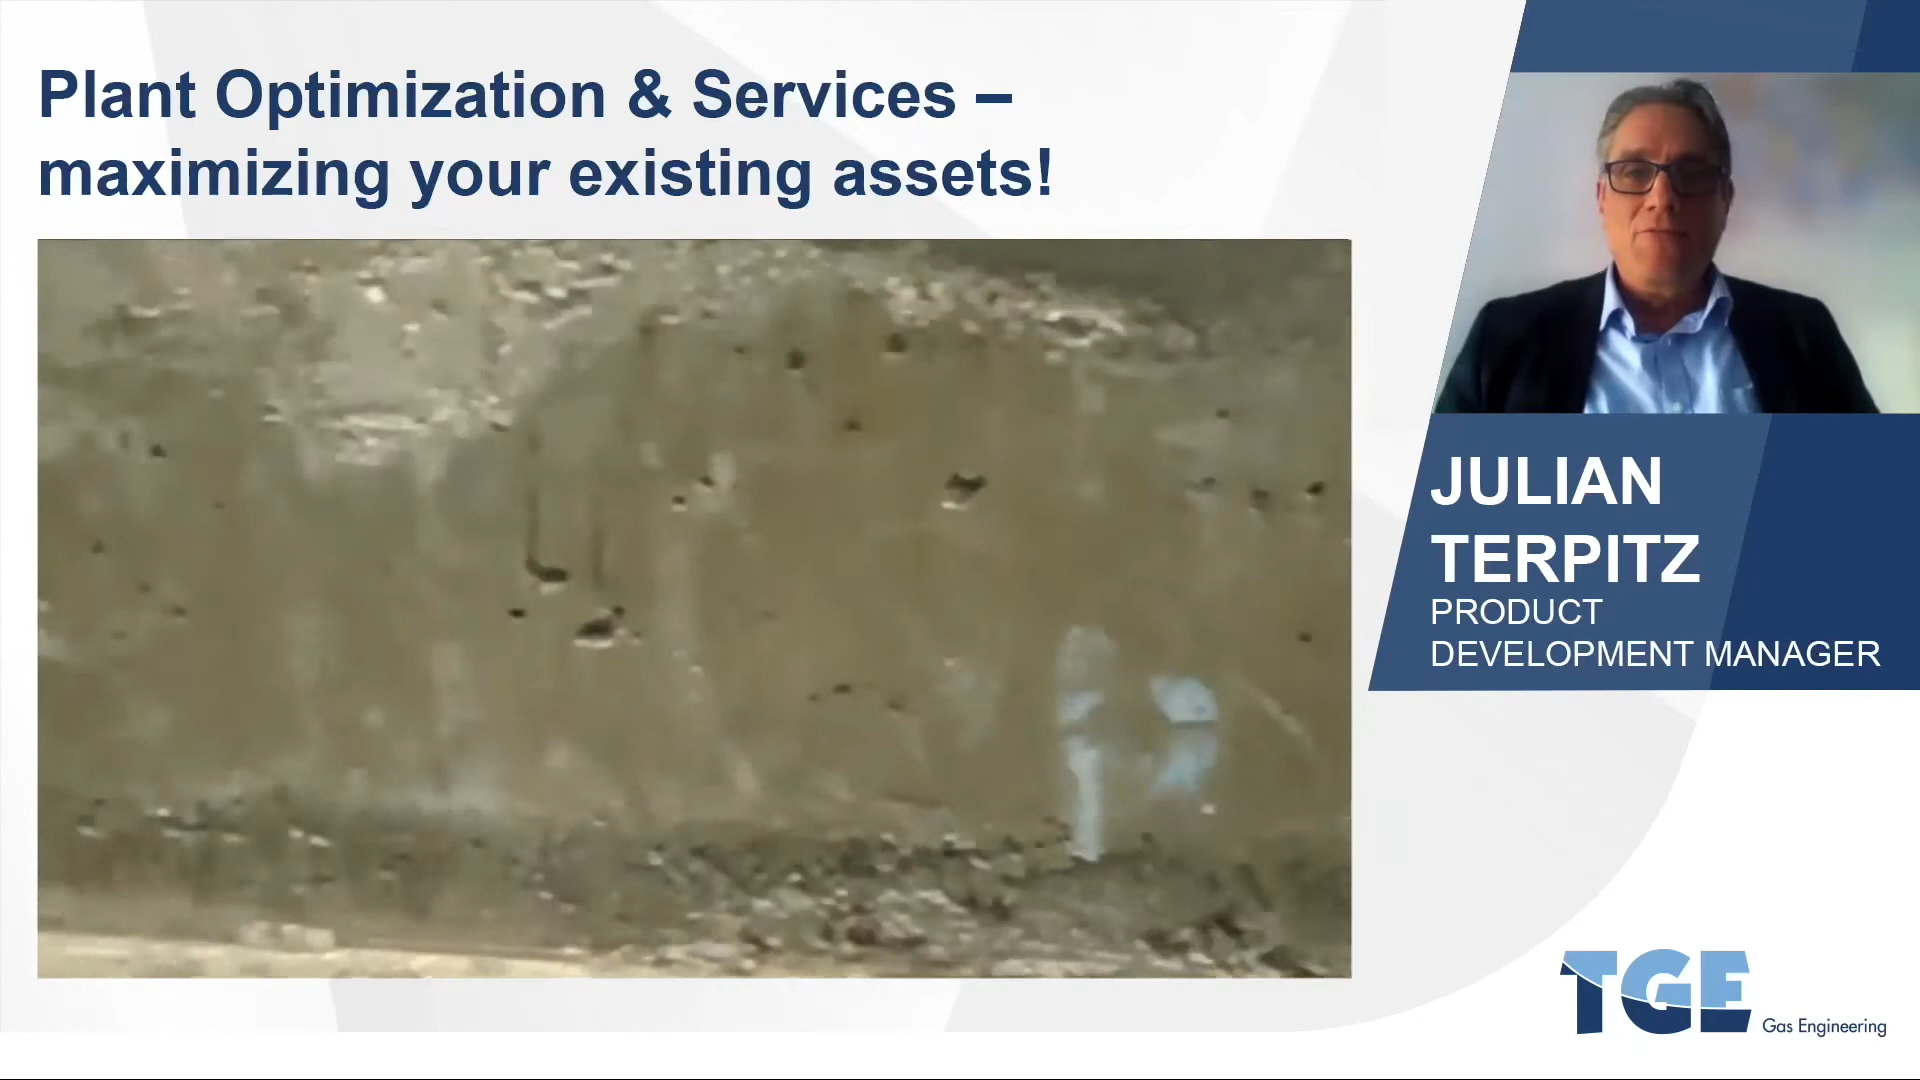 Plant Optimization & Services –
maximizing your existing assets!
JULIAN
TERPITZ
PRODUCT
DEVELOPMENT MANAGER
TGE Gas Engineering